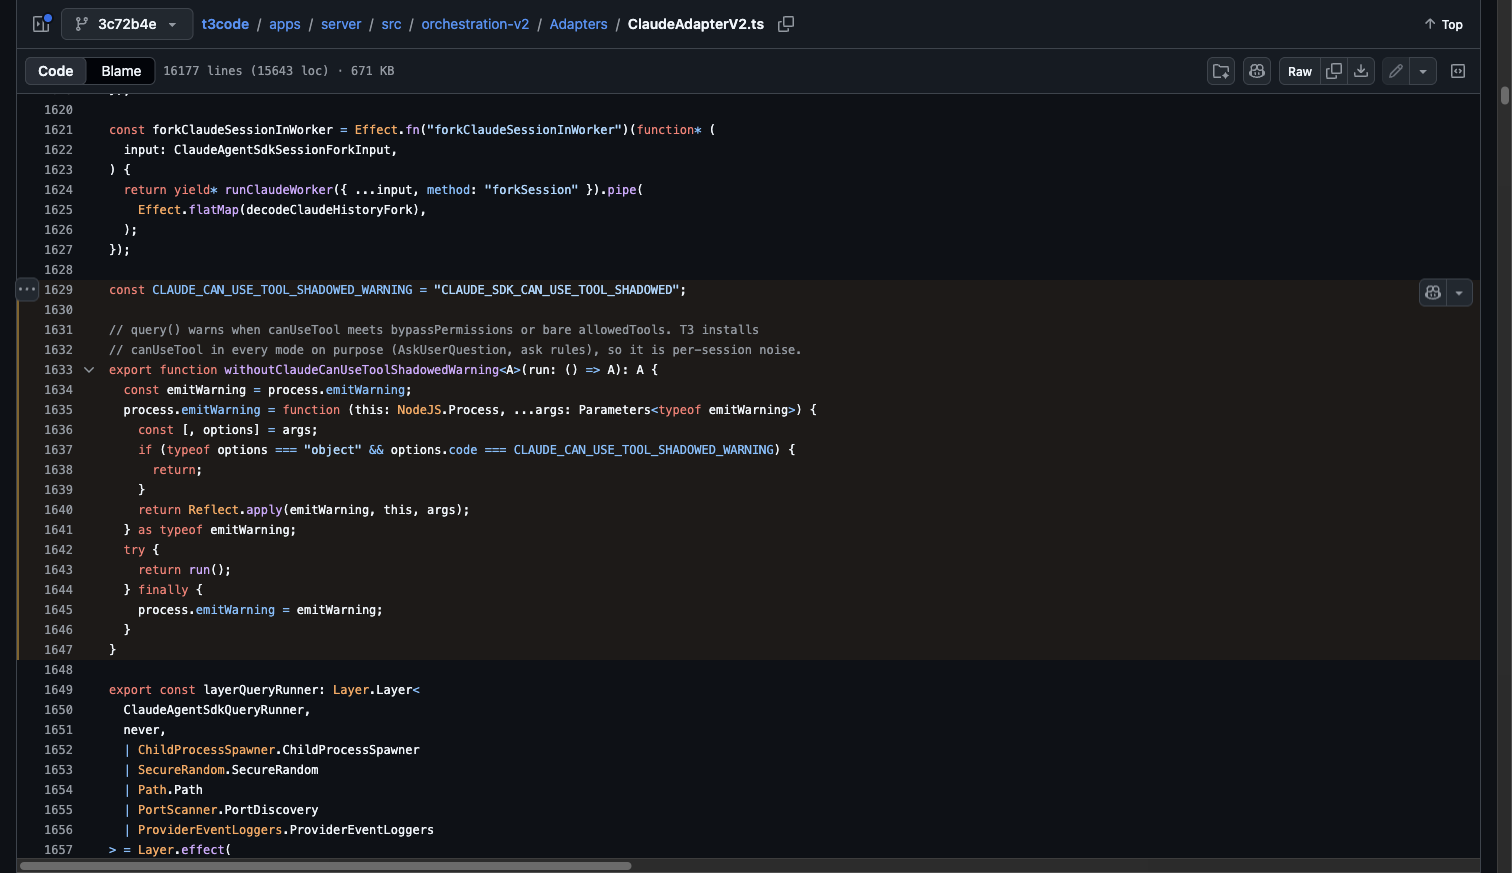 3c72b4e t3code / apps / server / src / orchestration-v2 / Adapters / ClaudeAdapterV2.ts Top
Code Blame 16177 lines (15643 loc) · 671 KB Raw
1620
1621 const forkClaudeSessionInWorker = Effect.fn("forkClaudeSessionInWorker")(function* (
1622 input: ClaudeAgentSdkSessionForkInput,
1623 ) {
1624 return yield* runClaudeWorker({ ...input, method: "forkSession" }).pipe(
1625 Effect.flatMap(decodeClaudeHistoryFork),
1626 );
1627 });
1628
1629 const CLAUDE_CAN_USE_TOOL_SHADOWED_WARNING = "CLAUDE_SDK_CAN_USE_TOOL_SHADOWED";
1630
1631 // query() warns when canUseTool meets bypassPermissions or bare allowedTools. T3 installs
1632 // canUseTool in every mode on purpose (AskUserQuestion, ask rules), so it is per-session noise.
1633 export function withoutClaudeCanUseToolShadowedWarning<A>(run: () => A): A {
1634 const emitWarning = process.emitWarning;
1635 process.emitWarning = function (this: NodeJS.Process, ...args: Parameters<typeof emitWarning>) {
1636 const [, options] = args;
1637 if (typeof options === "object" && options.code === CLAUDE_CAN_USE_TOOL_SHADOWED_WARNING) {
1638 return;
1639 }
1640 return Reflect.apply(emitWarning, this, args);
1641 } as typeof emitWarning;
1642 try {
1643 return run();
1644 } finally {
1645 process.emitWarning = emitWarning;
1646 }
1647 }
1648
1649 export const layerQueryRunner: Layer.Layer<
1650 ClaudeAgentSdkQueryRunner,
1651 never,
1652 | ChildProcessSpawner.ChildProcessSpawner
1653 | SecureRandom.SecureRandom
1654 | Path.Path
1655 | PortScanner.PortDiscovery
1656 | ProviderEventLoggers.ProviderEventLoggers
1657 > = Layer.effect(